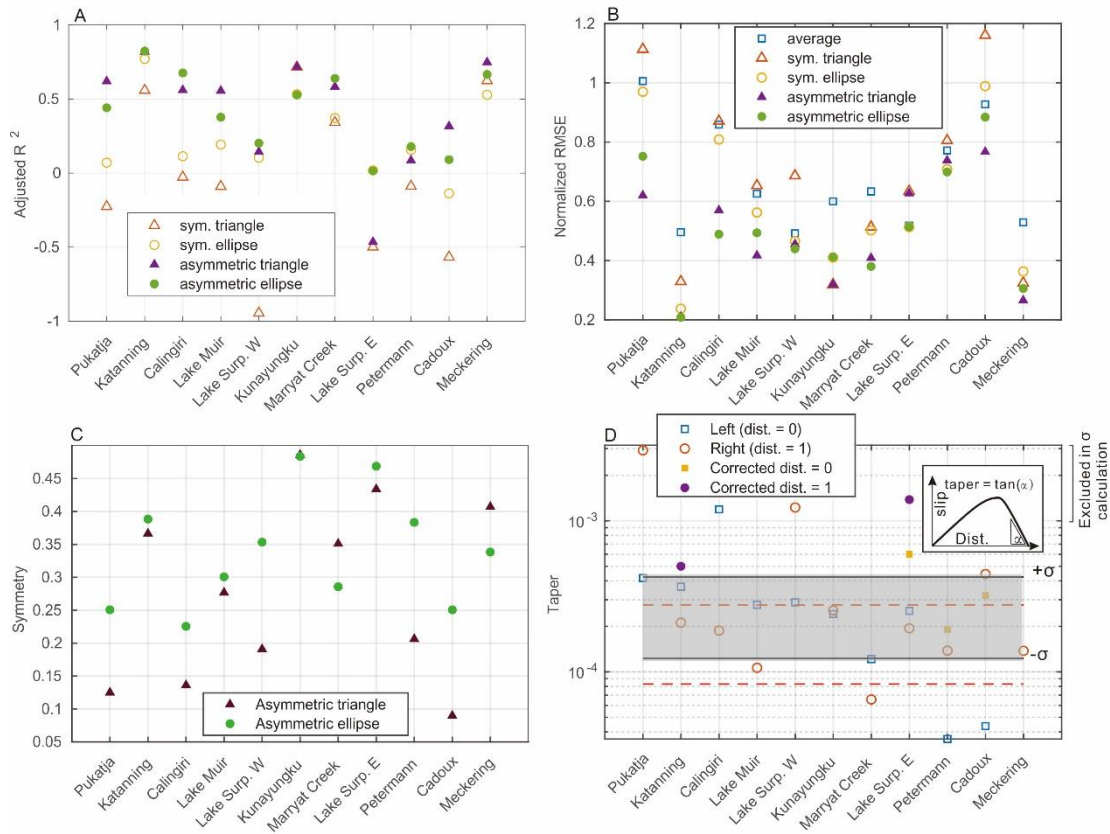 A
Adjusted R 2
1
0.5
0
-0.5
-1
sym. triangle
sym. ellipse
asymmetric triangle
asymmetric ellipse
Pukatja
Katanning
Calingiri
Lake Muir
Lake Surp. W
Kunayungku
Marryat Creek
Lake Surp. E
Petermann
Cadoux
Meckering
B
Normalized RMSE
1.2
1
0.8
0.6
0.4
0.2
average
sym. triangle
sym. ellipse
asymmetric triangle
asymmetric ellipse
Pukatja
Katanning
Calingiri
Lake Muir
Lake Surp. W
Kunayungku
Marryat Creek
Lake Surp. E
Petermann
Cadoux
Meckering
C
Symmetry
0.45
0.4
0.35
0.3
0.25
0.2
0.15
0.1
0.05
Asymmetric triangle
Asymmetric ellipse
Pukatja
Katanning
Calingiri
Lake Muir
Lake Surp. W
Kunayungku
Marryat Creek
Lake Surp. E
Petermann
Cadoux
Meckering
D
Taper
10-3
10-4
Left (dist. = 0)
Right (dist. = 1)
Corrected dist. = 0
Corrected dist. = 1
taper = tan(α)
slip
Dist.
α
+σ
-σ
Excluded in σ
calculation
Pukatja
Katanning
Calingiri
Lake Muir
Lake Surp. W
Kunayungku
Marryat Creek
Lake Surp. E
Petermann
Cadoux
Meckering